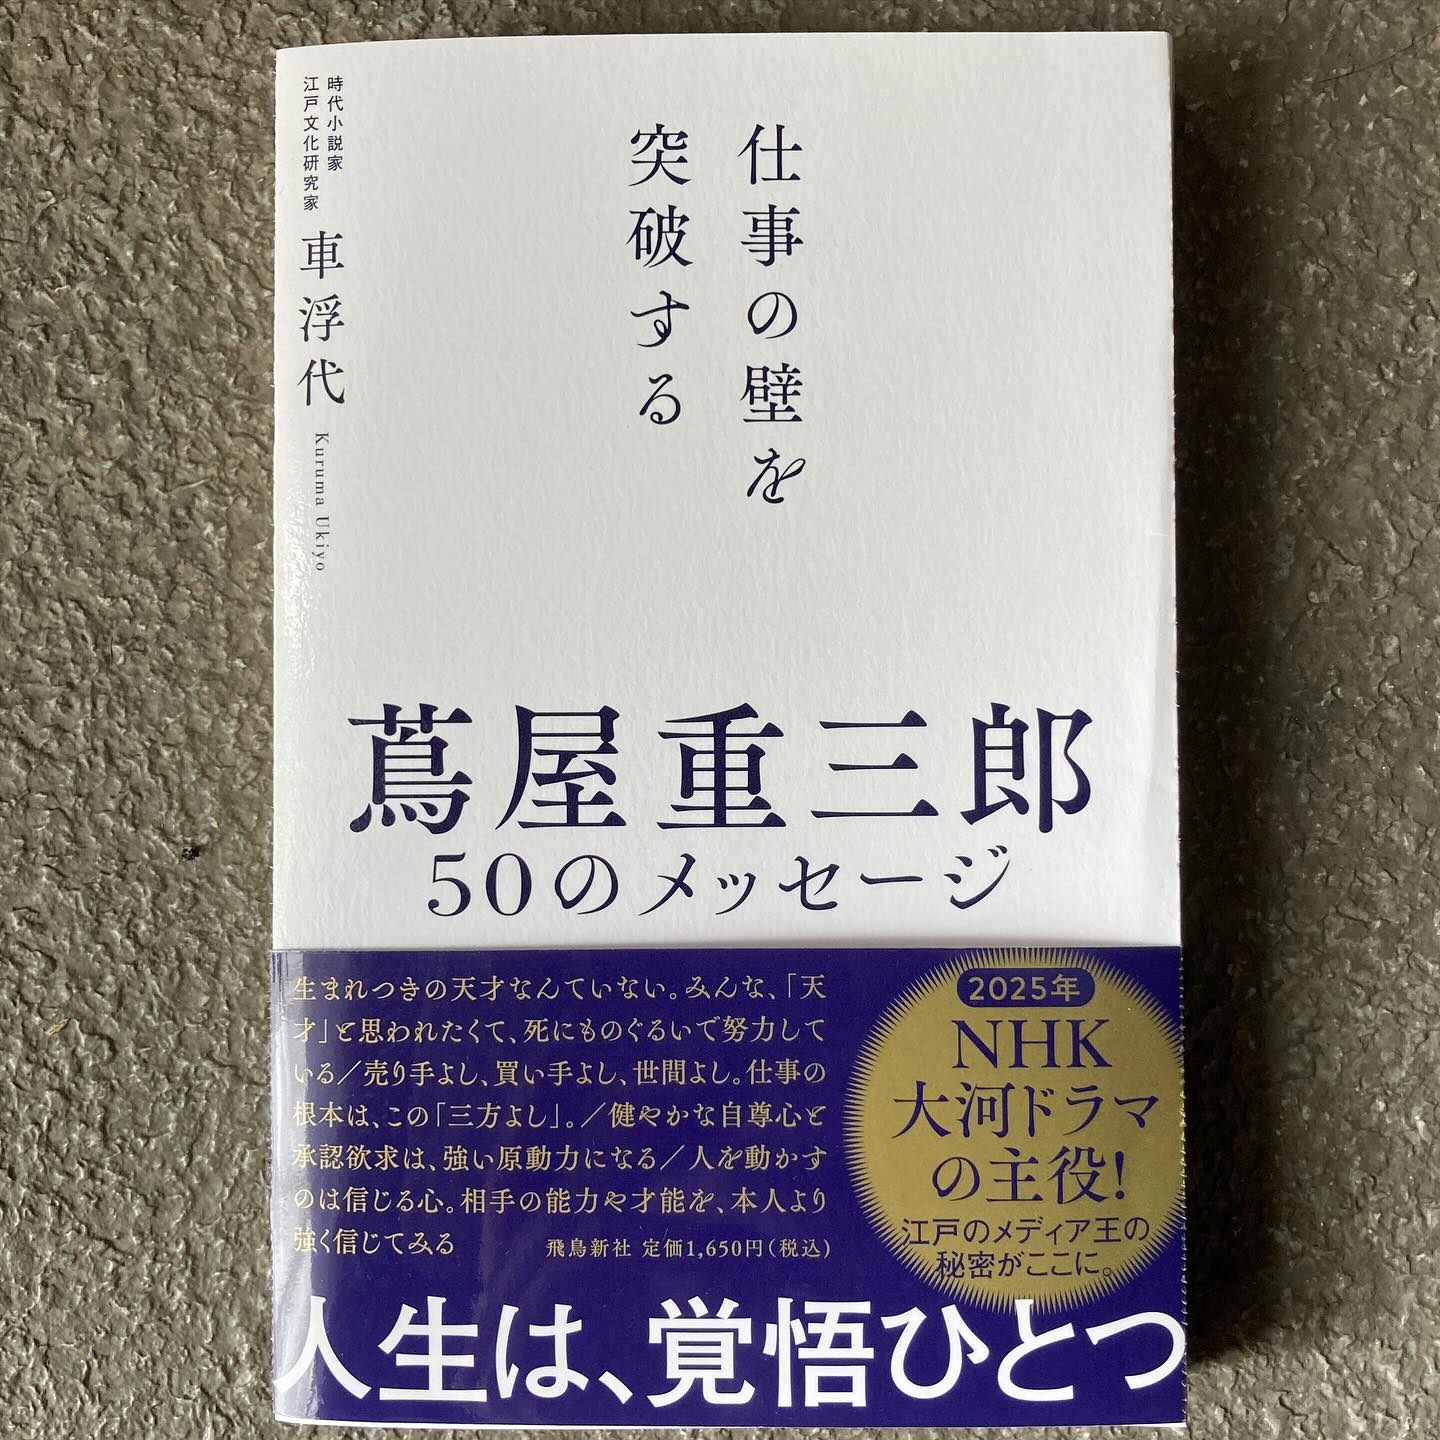 仕事の壁を
突破する
時代小説家
江戸文化研究家
車浮代
Kuruma Ukiyo
蔦屋重三郎
50のメッセージ
生まれつきの天才なんていない。みんな、「天
才」と思われたくて、死にものぐるいで努力して
いる／売り手よし、買い手よし、世間よし。仕事の
根本は、この「三方よし」。／健やかな自尊心と
承認欲求は、強い原動力になる／人を動かす
のは信じる心。相手の能力や才能を、本人より
強く信じてみる
飛鳥新社 定価1,650円(税込)
2025年
NHK
大河ドラマ
の主役!
江戸のメディア王の
秘密がここに。
人生は、覚悟ひとつ